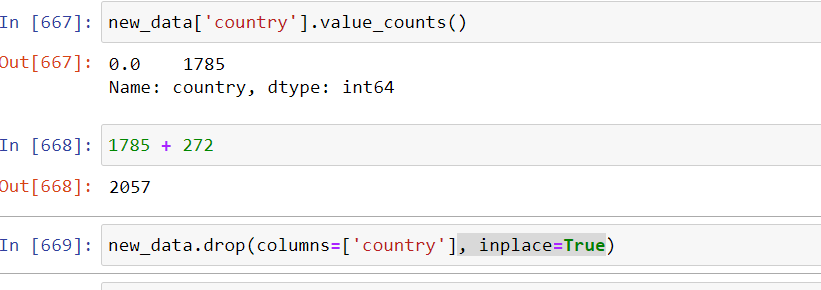 In [667]: new_data['country'].value_counts()
Out[667]: 0.0    1785
Name: country, dtype: int64
In [668]: 1785 + 272
Out[668]: 2057
In [669]: new_data.drop(columns=['country'], inplace=True)